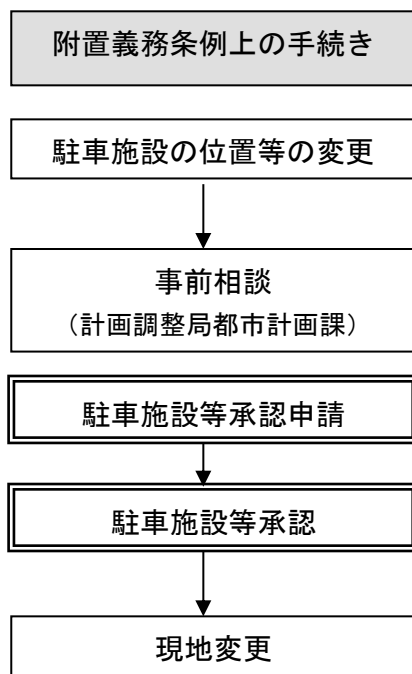 附置義務条例上の手続き
駐車施設の位置等の変更
事前相談
（計画調整局都市計画課）
駐車施設等承認申請
駐車施設等承認
現地変更